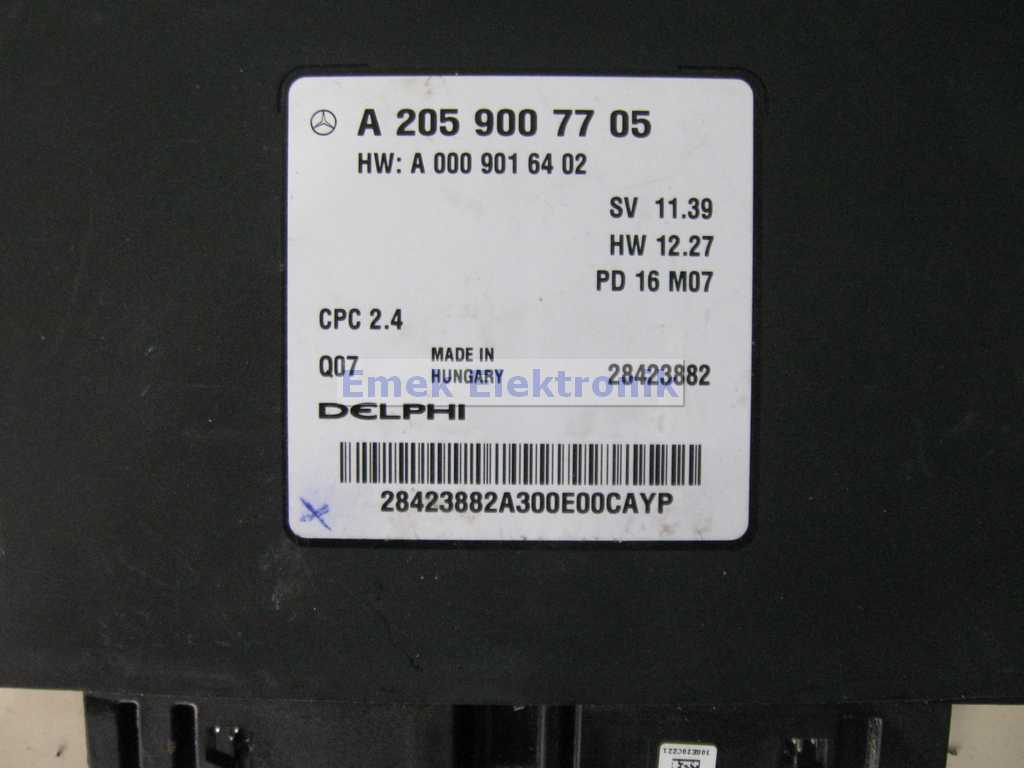 A 205 900 77 05
HW: A 000 901 64 02
SV 11.39
HW 12.27
PD 16 M07
CPC 2.4
Q07
MADE IN
HUNGARY
28423882
Emek Elektronik
DELPHI
28423882A300E00CAYP